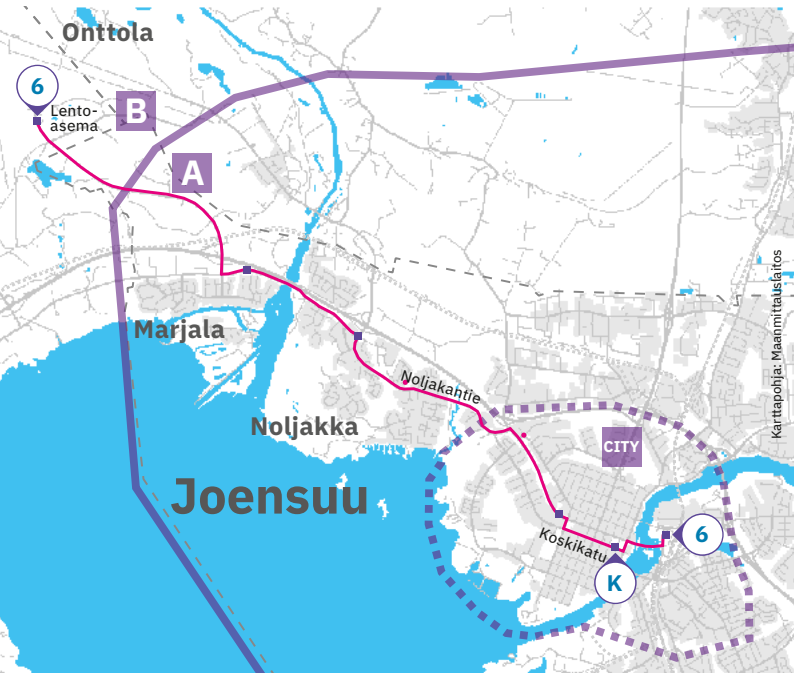 Onttola
6
Lento-
asema
B
A
Marjala
Noljakantie
Noljakka
CITY
Joensuu
Koskikatu
6
K
Karttapohja: Maanmittauslaitos